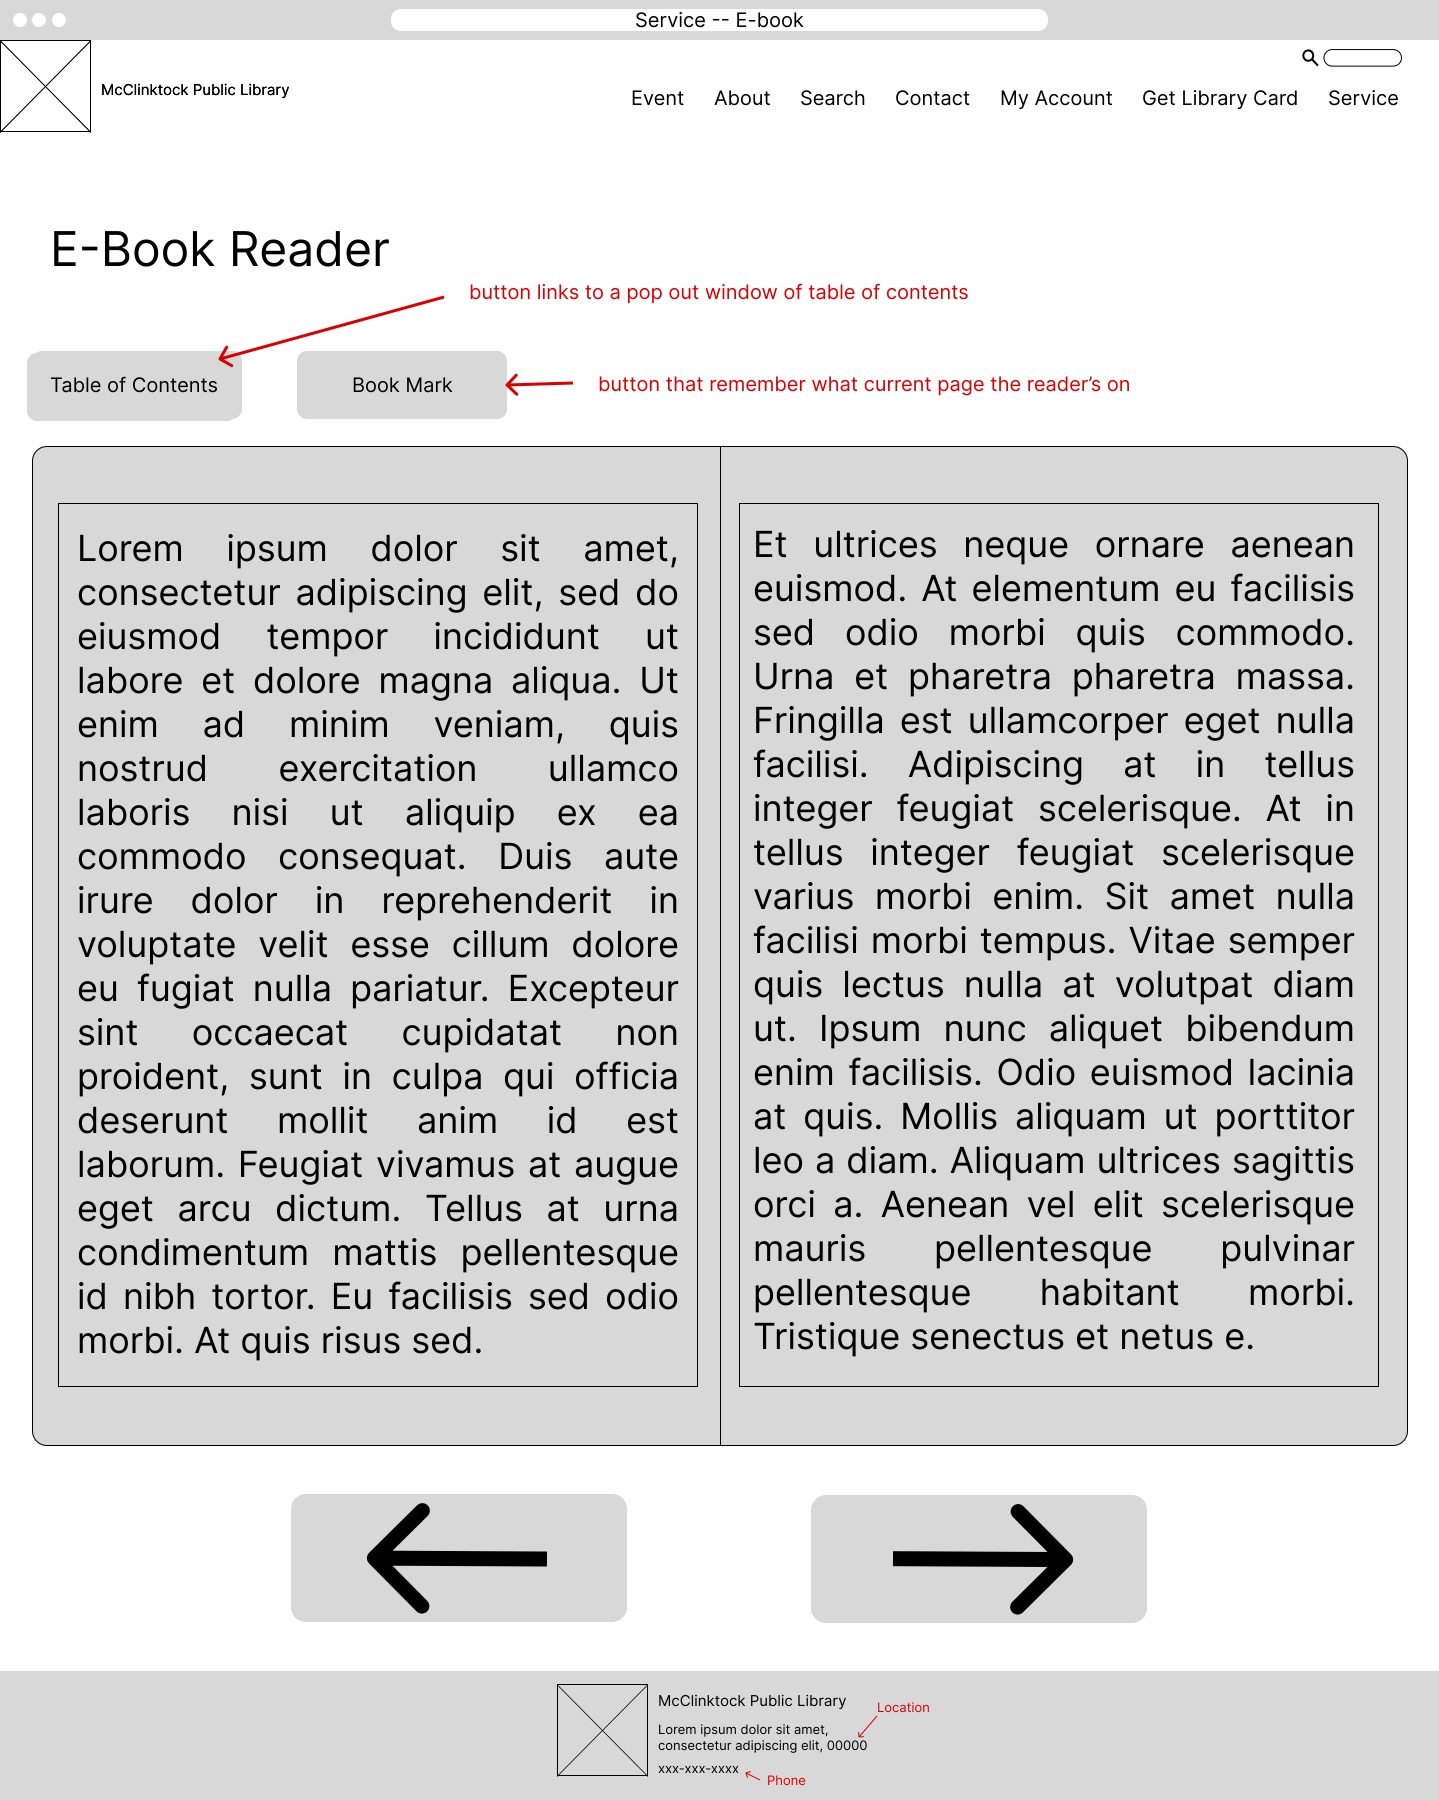 Service -- E-book
McClinktock Public Library
Event About Search Contact My Account Get Library Card Service
E-Book Reader
button links to a pop out window of table of contents
Table of Contents
Book Mark
button that remember what current page the reader’s on
Lorem ipsum dolor sit amet,
consectetur adipiscing elit, sed do
eiusmod tempor incididunt ut
labore et dolore magna aliqua. Ut
enim ad minim veniam, quis
nostrud exercitation ullamco
laboris nisi ut aliquip ex ea
commodo consequat. Duis aute
irure dolor in reprehenderit in
voluptate velit esse cillum dolore
eu fugiat nulla pariatur. Excepteur
sint occaecat cupidatat non
proident, sunt in culpa qui officia
deserunt mollit anim id est
laborum. Feugiat vivamus at augue
eget arcu dictum. Tellus at urna
condimentum mattis pellentesque
id nibh tortor. Eu facilisis sed odio
morbi. At quis risus sed.
Et ultrices neque ornare aenean
euismod. At elementum eu facilisis
sed odio morbi quis commodo.
Urna et pharetra pharetra massa.
Fringilla est ullamcorper eget nulla
facilisi. Adipiscing at in tellus
integer feugiat scelerisque. At in
tellus integer feugiat scelerisque
varius morbi enim. Sit amet nulla
facilisi morbi tempus. Vitae semper
quis lectus nulla at volutpat diam
ut. Ipsum nunc aliquet bibendum
enim facilisis. Odio euismod lacinia
at quis. Mollis aliquam ut porttitor
leo a diam. Aliquam ultrices sagittis
orci a. Aenean vel elit scelerisque
mauris pellentesque pulvinar
pellentesque habitant morbi.
Tristique senectus et netus e.
McClinktock Public Library
Location
Lorem ipsum dolor sit amet,
consectetur adipiscing elit, 00000
xxx-xxx-xxxx
Phone